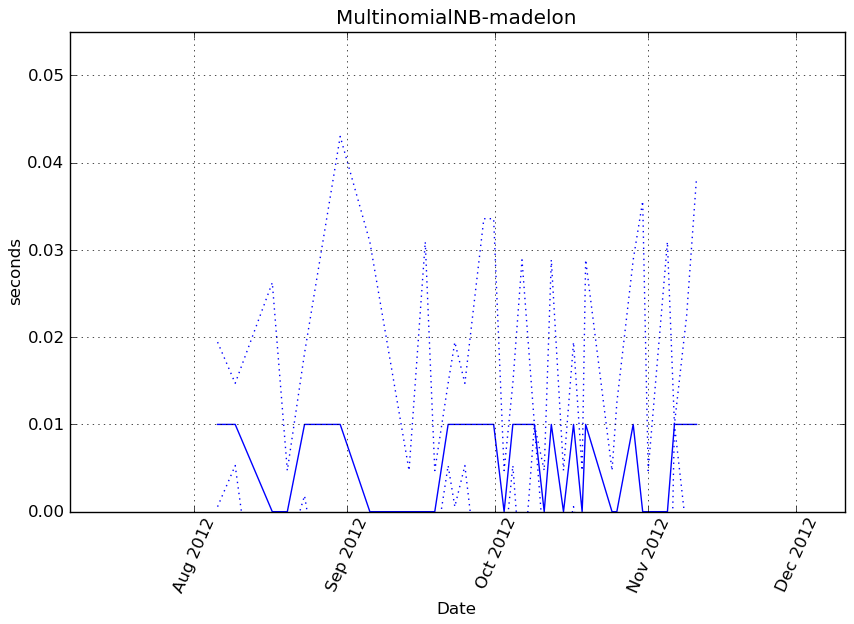 MultinomialNB-madelon
0.05
0.04
0.03
0.02
0.01
0.00
seconds
Aug 2012
Sep 2012
Oct 2012
Nov 2012
Dec 2012
Date